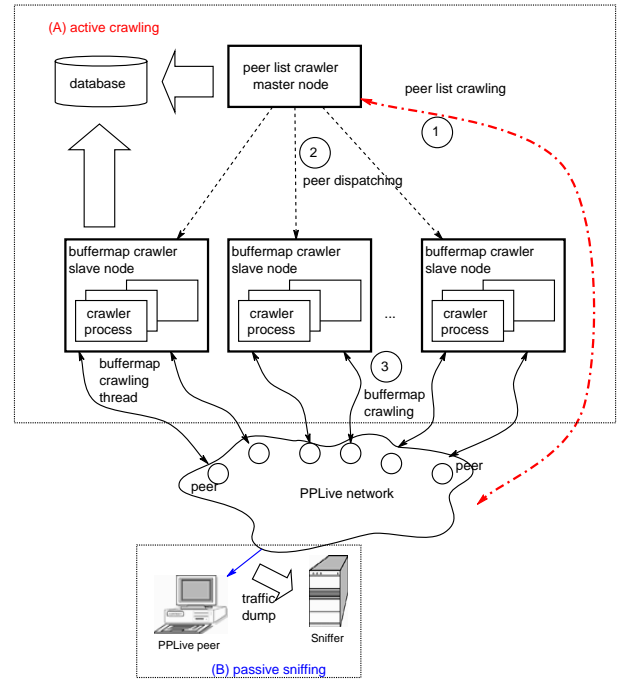 (A) active crawling
database
peer list crawler
master node
peer list crawling
1
2
peer dispatching
buffermap crawler
slave node
crawler
process
buffermap crawler
slave node
crawler
process
...
buffermap crawler
slave node
crawler
process
buffermap
crawling
thread
3
buffermap
crawling
peer
peer
PPLive network
traffic
dump
PPLive peer
Sniffer
(B) passive sniffing